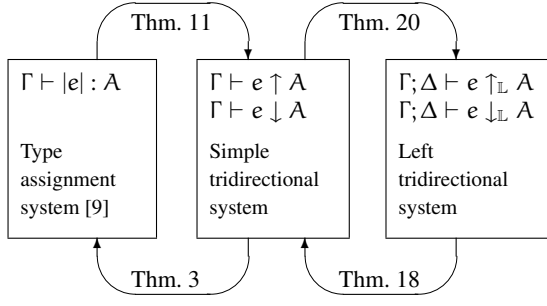 Thm. 11
Thm. 20
Γ ⊢ |e| : A
Type
assignment
system [9]
Γ ⊢ e ↑ A
Γ ⊢ e ↓ A
Simple
tridirectional
system
Γ; Δ ⊢ e ↑𝕃 A
Γ; Δ ⊢ e ↓𝕃 A
Left
tridirectional
system
Thm. 3
Thm. 18